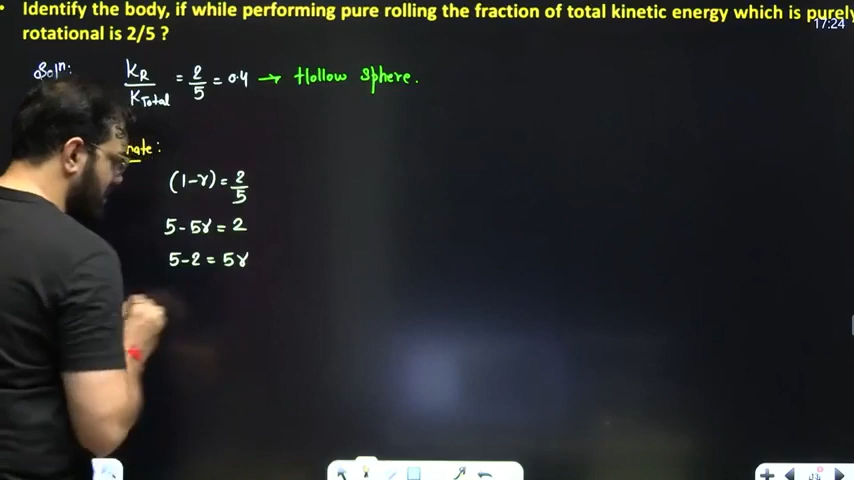 • Identify the body, if while performing pure rolling the fraction of total kinetic energy which is purely
17:24
rotational is 2/5 ?
Solⁿ: K_R / K_Total = 2/5 = 0.4 → Hollow Sphere.
nate:
(1-γ) = 2/5
5-5γ = 2
5-2 = 5γ